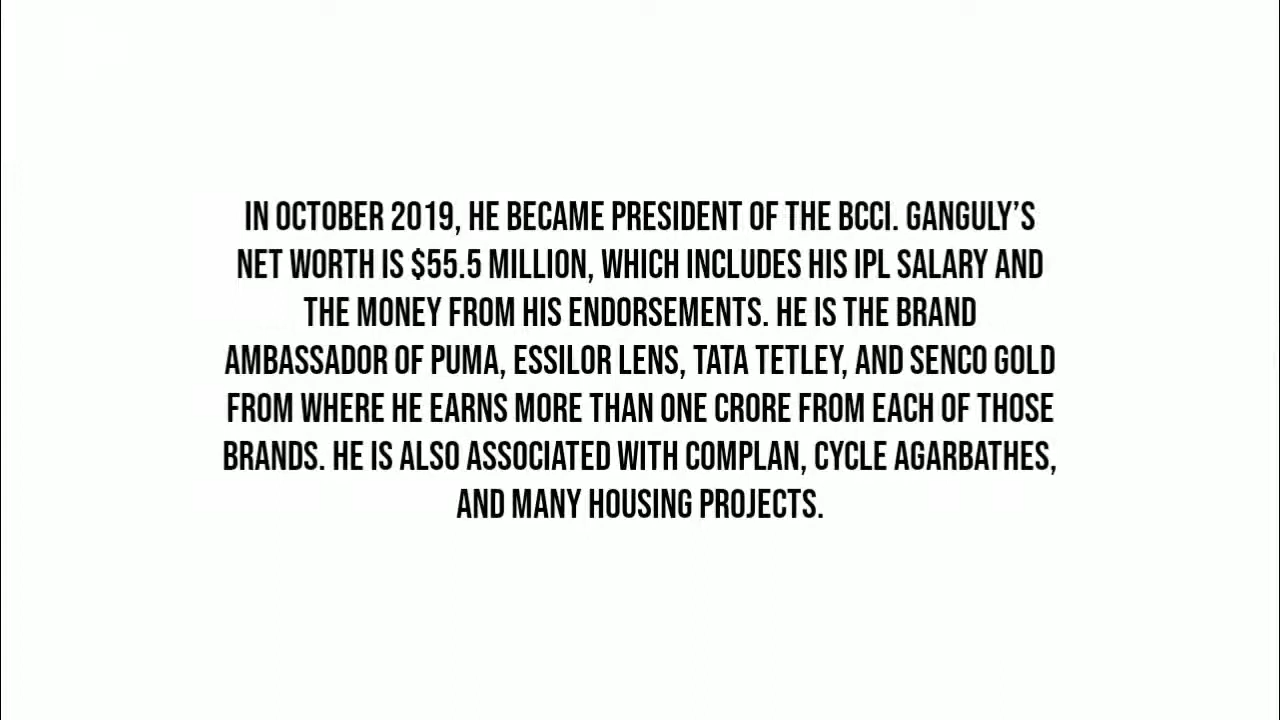 IN OCTOBER 2019, HE BECAME PRESIDENT OF THE BCCI. GANGULY’S
NET WORTH IS $55.5 MILLION, WHICH INCLUDES HIS IPL SALARY AND
THE MONEY FROM HIS ENDORSEMENTS. HE IS THE BRAND
AMBASSADOR OF PUMA, ESSILOR LENS, TATA TETLEY, AND SENCO GOLD
FROM WHERE HE EARNS MORE THAN ONE CRORE FROM EACH OF THOSE
BRANDS. HE IS ALSO ASSOCIATED WITH COMPLAN, CYCLE AGARBATHES,
AND MANY HOUSING PROJECTS.